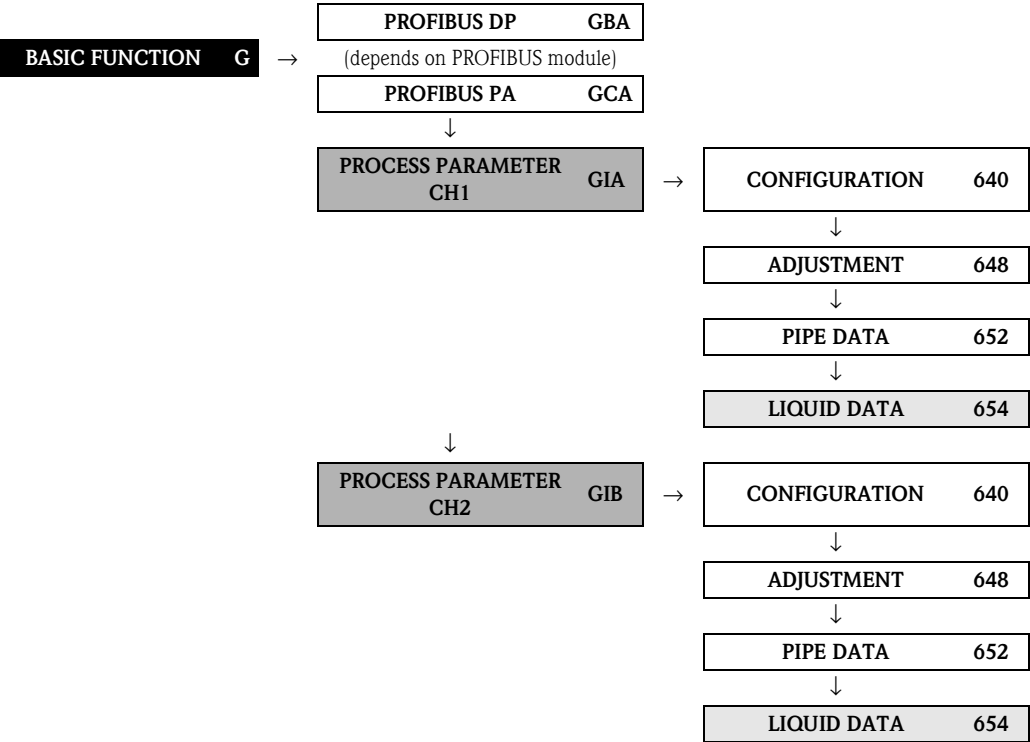 PROFIBUS DP GBA
BASIC FUNCTION G → (depends on PROFIBUS module)
PROFIBUS PA GCA
↓
PROCESS PARAMETER
CH1 GIA → CONFIGURATION 640
↓
ADJUSTMENT 648
↓
PIPE DATA 652
↓
LIQUID DATA 654
↓
PROCESS PARAMETER
CH2 GIB → CONFIGURATION 640
↓
ADJUSTMENT 648
↓
PIPE DATA 652
↓
LIQUID DATA 654